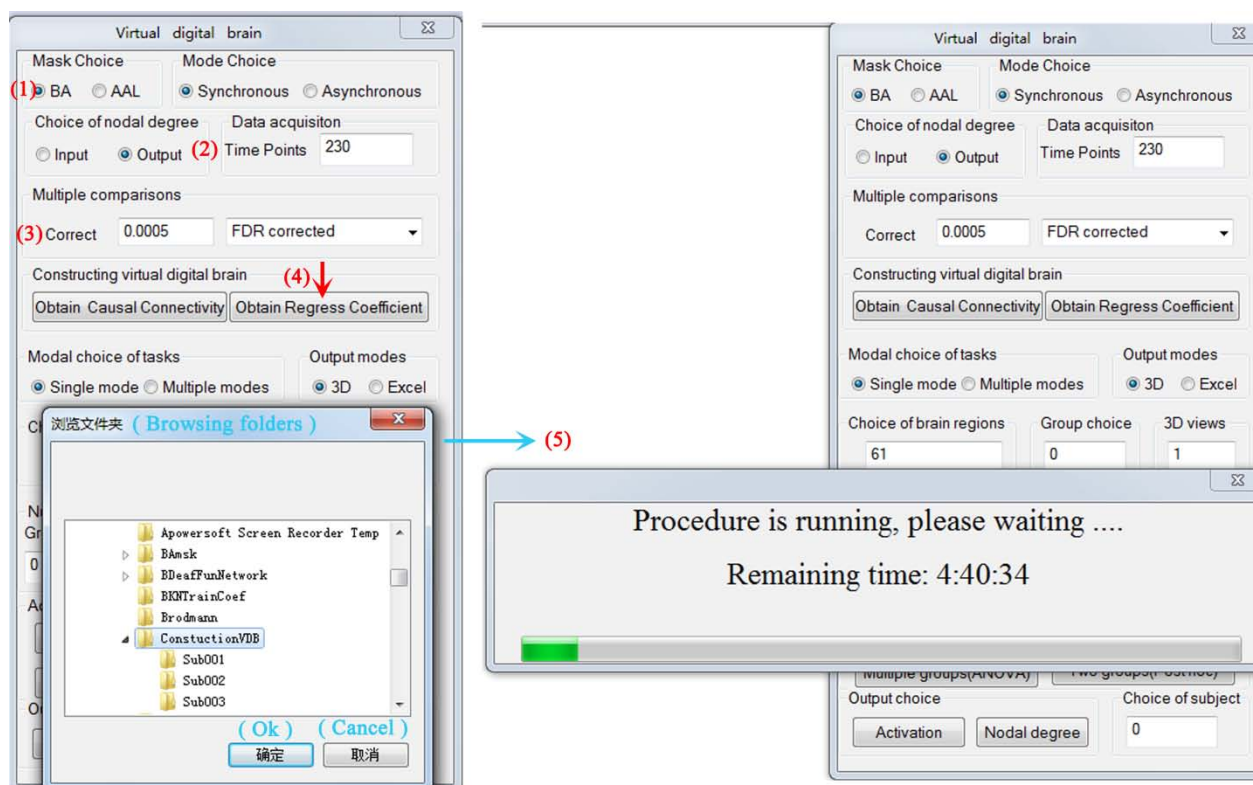 Virtual digital brain
Mask Choice Mode Choice
(1) BA AAL Synchronous Asynchronous
Choice of nodal degree Data acquisiton
Input Output (2) Time Points 230
Multiple comparisons
(3) Correct 0.0005 FDR corrected
Constructing virtual digital brain
(4)
Obtain Causal Connectivity Obtain Regress Coefficient
Modal choice of tasks Output modes
Single mode Multiple modes 3D Excel
浏览文件夹 ( Browsing folders )
Apowersoft Screen Recorder Temp
BAmsk
BDeafFunNetwork
BKNTrainCoef
Brodmann
ConstuctionVDB
Sub001
Sub002
Sub003
( Ok ) ( Cancel )
确定 取消
0
(5)
Virtual digital brain
Mask Choice Mode Choice
BA AAL Synchronous Asynchronous
Choice of nodal degree Data acquisiton
Input Output Time Points 230
Multiple comparisons
Correct 0.0005 FDR corrected
Constructing virtual digital brain
Obtain Causal Connectivity Obtain Regress Coefficient
Modal choice of tasks Output modes
Single mode Multiple modes 3D Excel
Choice of brain regions Group choice 3D views
61 0 1
Procedure is running, please waiting ....
Remaining time: 4:40:34
Multiple groups(ANOVA) Two groups(Post hoc)
Output choice Choice of subject
Activation Nodal degree 0